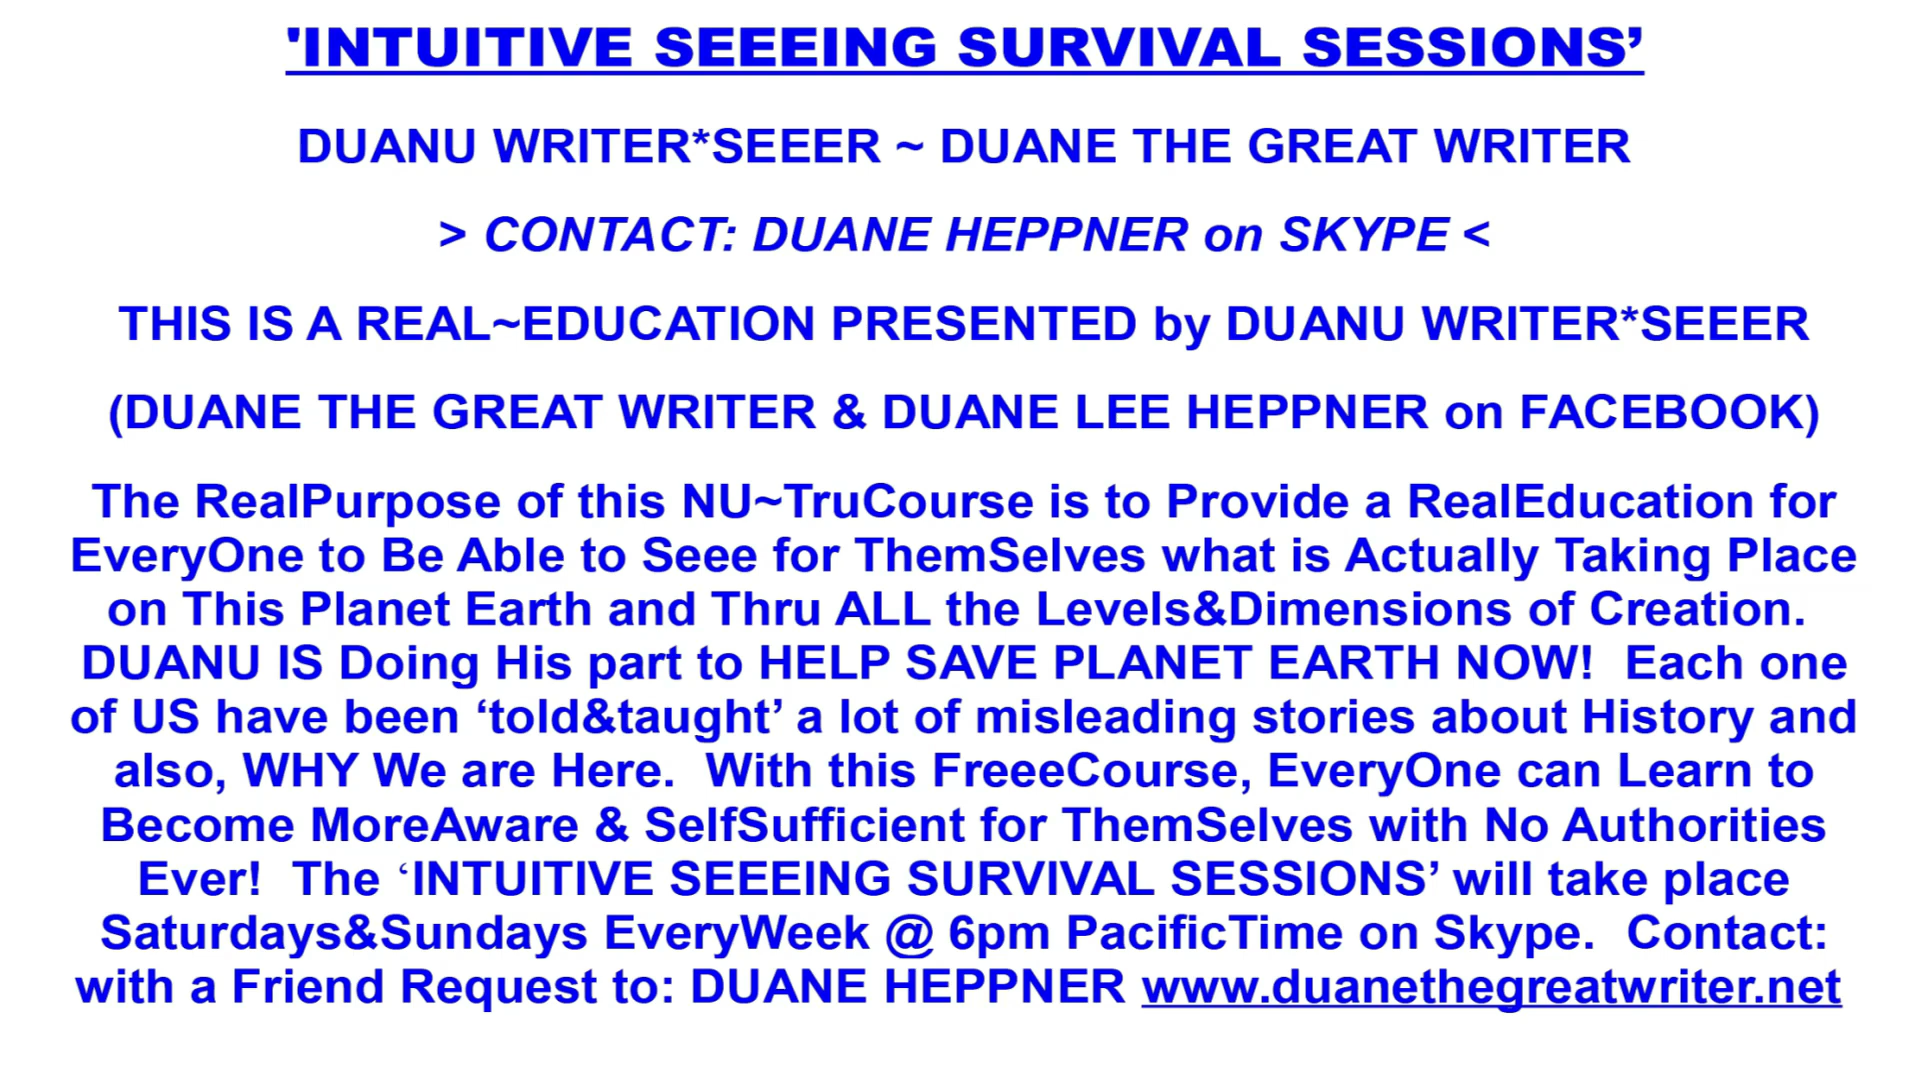 'INTUITIVE SEEEING SURVIVAL SESSIONS’
DUANU WRITER*SEEER ~ DUANE THE GREAT WRITER
> CONTACT: DUANE HEPPNER on SKYPE <
THIS IS A REAL~EDUCATION PRESENTED by DUANU WRITER*SEEER
(DUANE THE GREAT WRITER & DUANE LEE HEPPNER on FACEBOOK)
The RealPurpose of this NU~TruCourse is to Provide a RealEducation for
EveryOne to Be Able to Seee for ThemSelves what is Actually Taking Place
on This Planet Earth and Thru ALL the Levels&Dimensions of Creation.
DUANU IS Doing His part to HELP SAVE PLANET EARTH NOW!  Each one
of US have been ‘told&taught’ a lot of misleading stories about History and
also, WHY We are Here.  With this FreeeCourse, EveryOne can Learn to
Become MoreAware & SelfSufficient for ThemSelves with No Authorities
Ever!  The ‘INTUITIVE SEEEING SURVIVAL SESSIONS’ will take place
Saturdays&Sundays EveryWeek @ 6pm PacificTime on Skype.  Contact:
with a Friend Request to: DUANE HEPPNER www.duanethegreatwriter.net